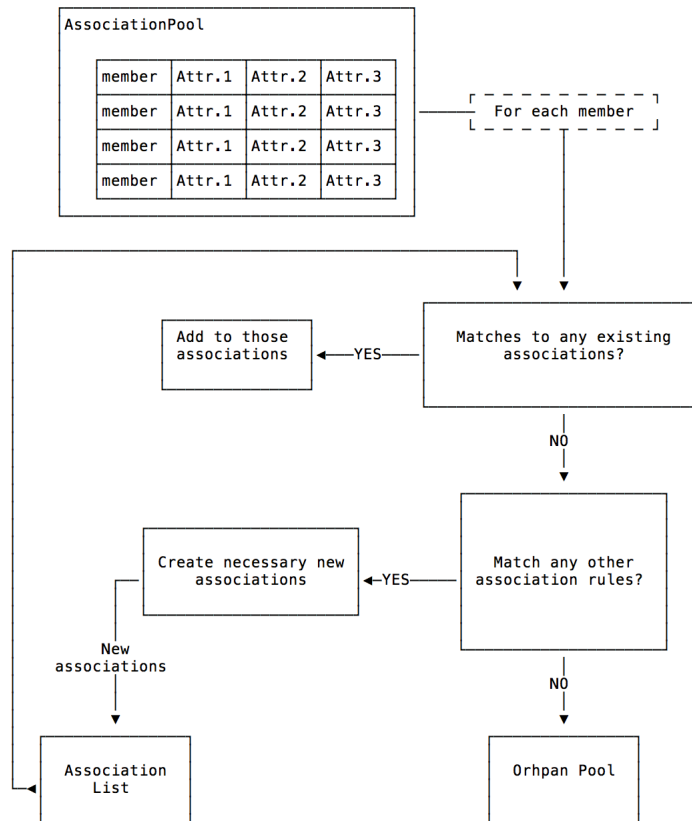 AssociationPool
member Attr.1 Attr.2 Attr.3
member Attr.1 Attr.2 Attr.3
For each member
member Attr.1 Attr.2 Attr.3
member Attr.1 Attr.2 Attr.3
Add to those
associations
YES
Matches to any existing
associations?
NO
Create necessary new
associations
YES
Match any other
association rules?
New
associations
NO
Association
List
Orhpan Pool